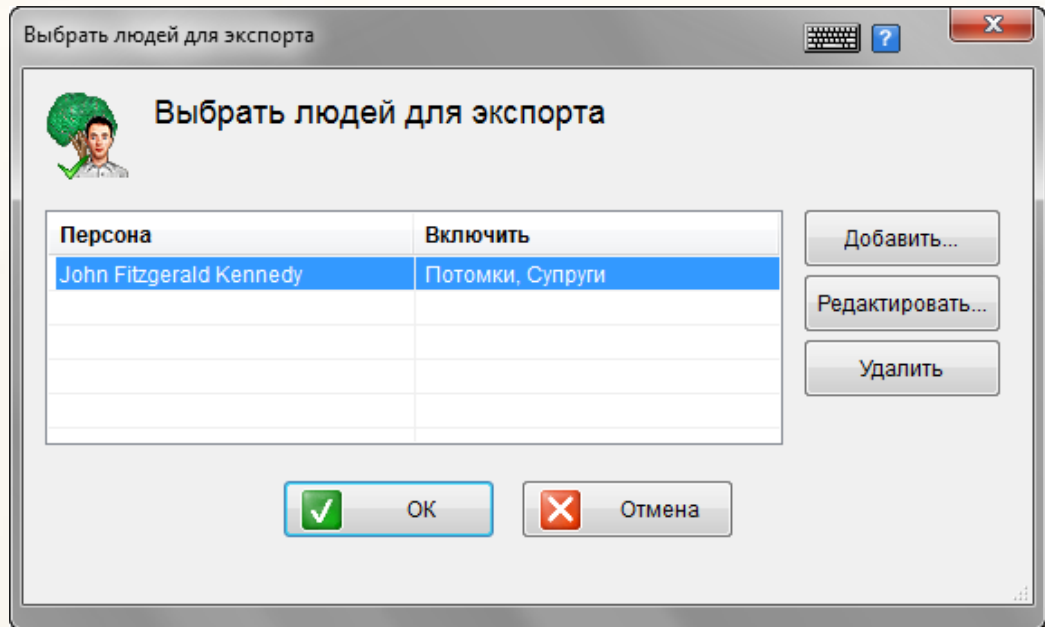 Выбрать людей для экспорта
?
Выбрать людей для экспорта
Персона Включить
John Fitzgerald Kennedy Потомки, Супруги
Добавить...
Редактировать...
Удалить
ОК
Отмена